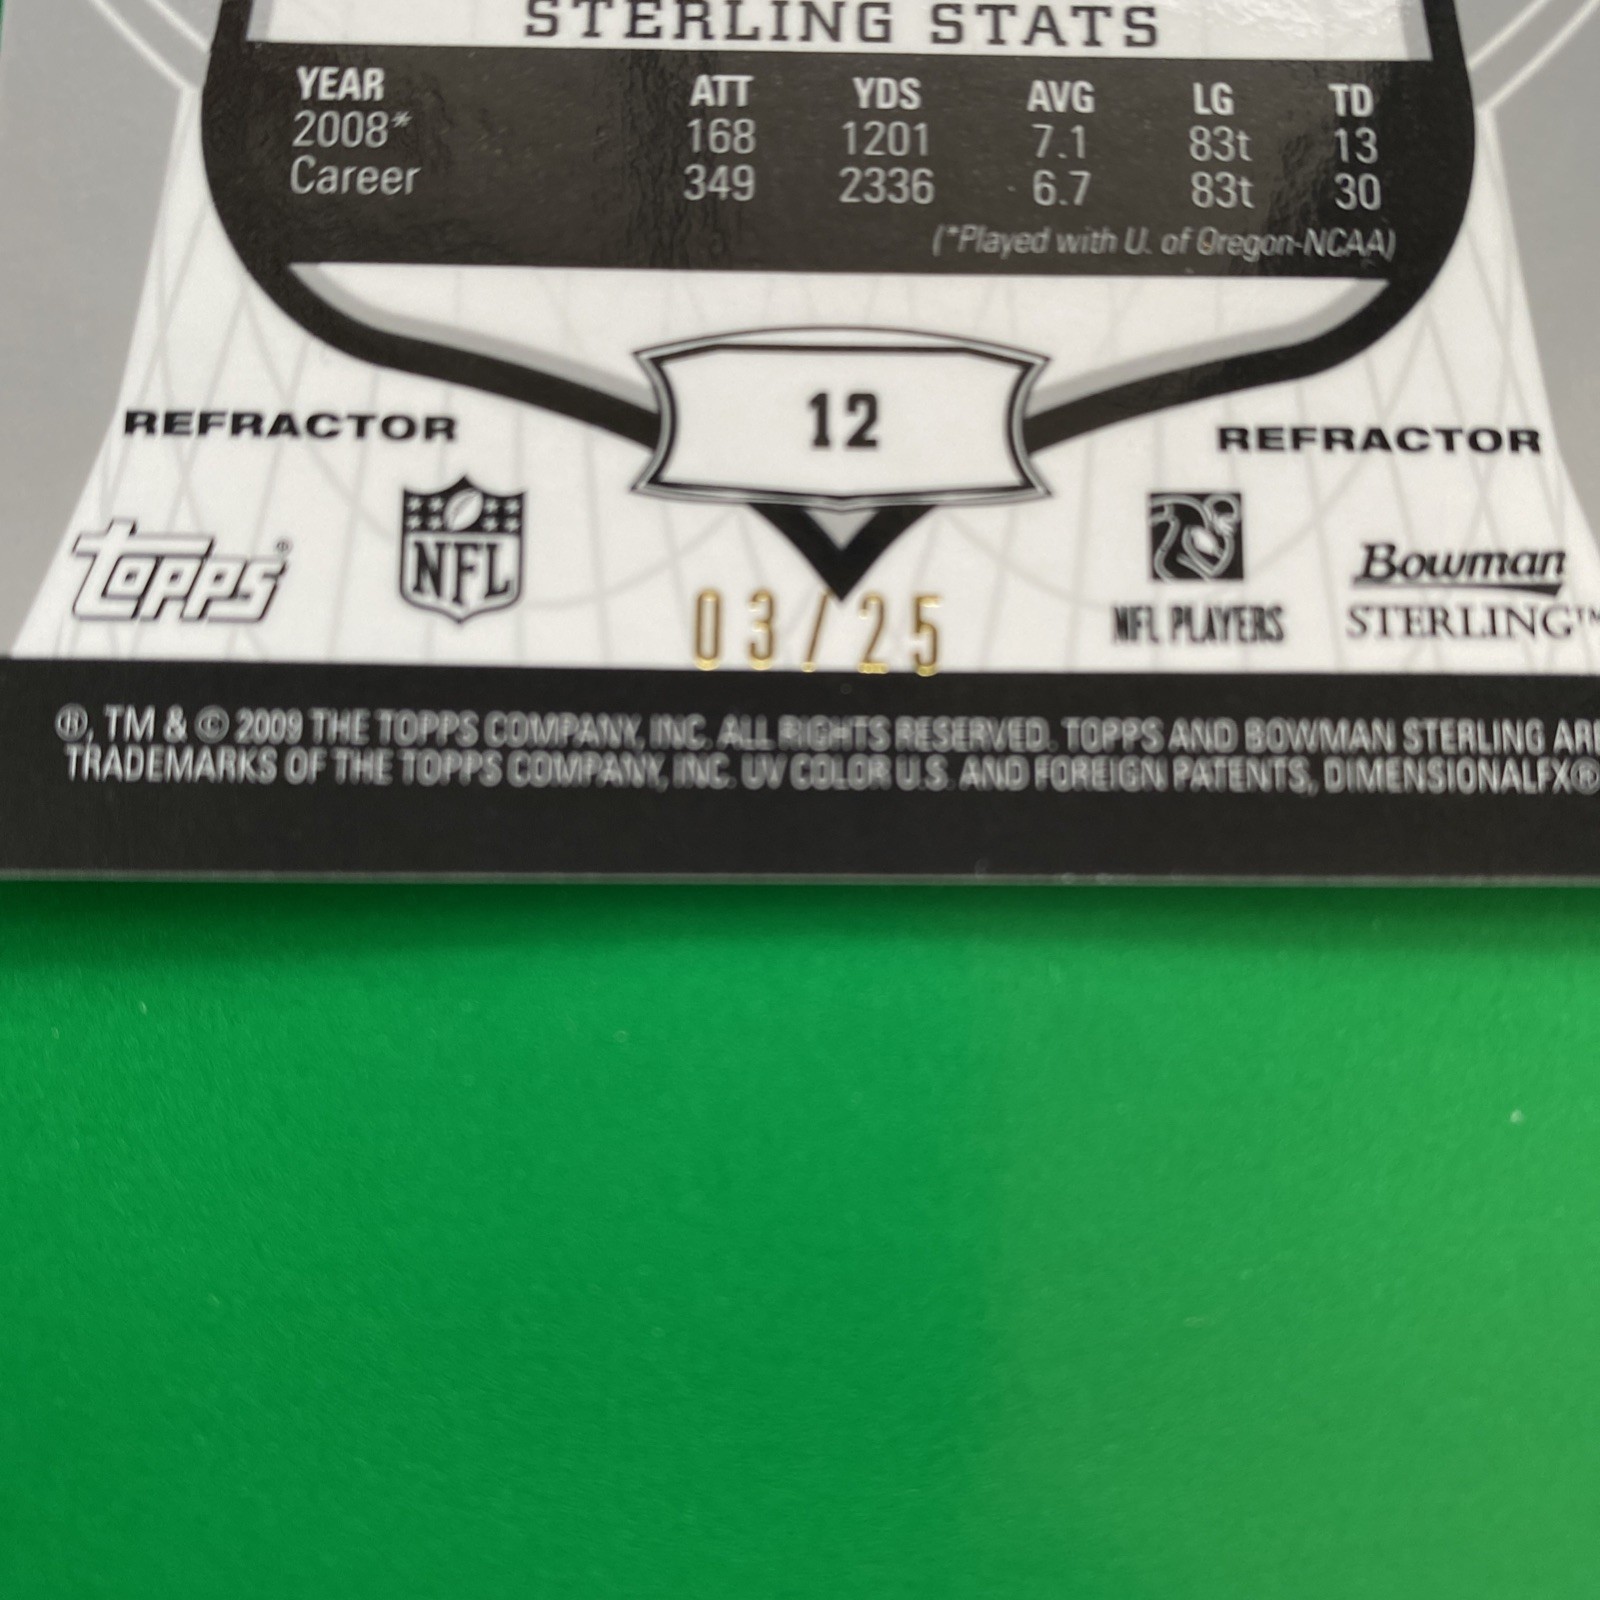 STERLING STATS
YEAR ATT YDS AVG LG TD
2008* 168 1201 7.1 83t 13
Career 349 2336 6.7 83t 30
(*Played with U. of Oregon-NCAA)
12
REFRACTOR REFRACTOR
Topps® NFL NFL PLAYERS Bowman
STERLING™
03/25
®, TM & © 2009 THE TOPPS COMPANY, INC. ALL RIGHTS RESERVED. TOPPS AND BOWMAN STERLING ARE
TRADEMARKS OF THE TOPPS COMPANY, INC. UV COLOR U.S. AND FOREIGN PATENTS, DIMENSIONALFX®